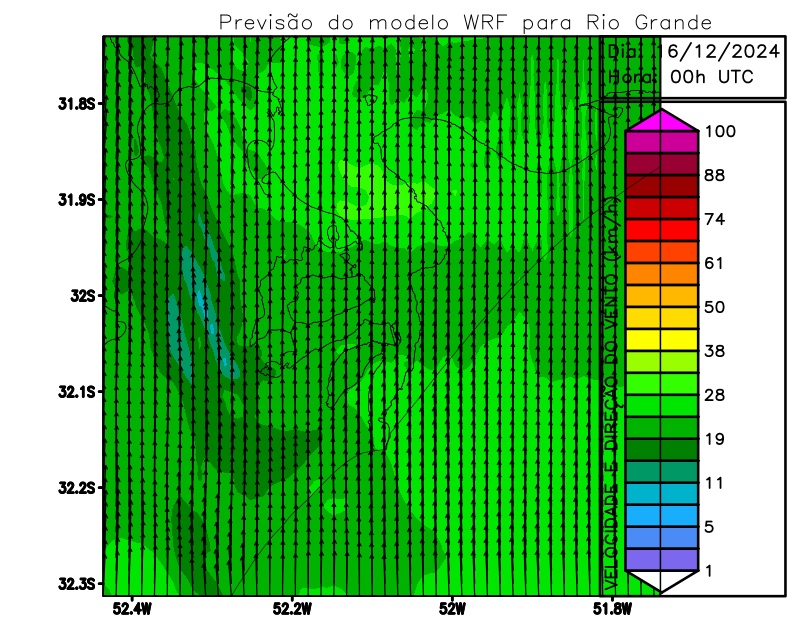 Previsão do modelo WRF para Rio Grande
Dia: 16/12/2024
Hora: 00h UTC
31.8S
31.9S
32S
32.1S
32.2S
32.3S
52.4W
52.2W
52W
51.8W
VELOCIDADE E DIREÇÃO DO VENTO (km/h)
100
88
74
61
50
38
28
19
11
5
1